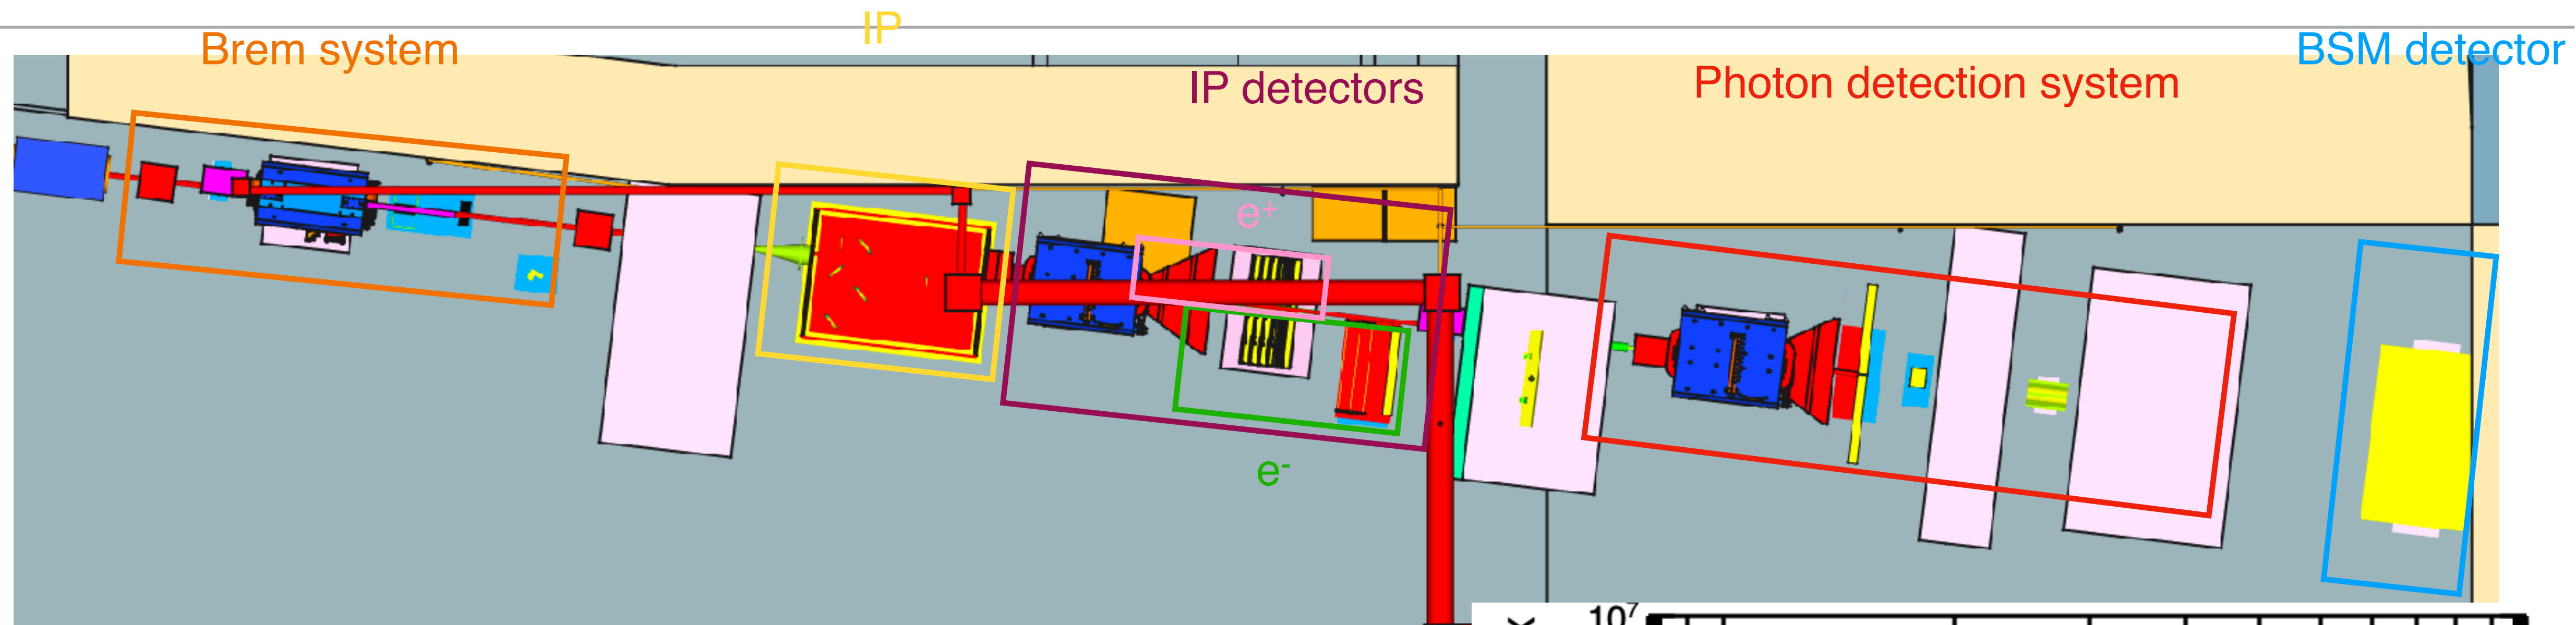 IP
Brem system
BSM detector
IP detectors
Photon detection system
e⁺
e⁻
10⁷